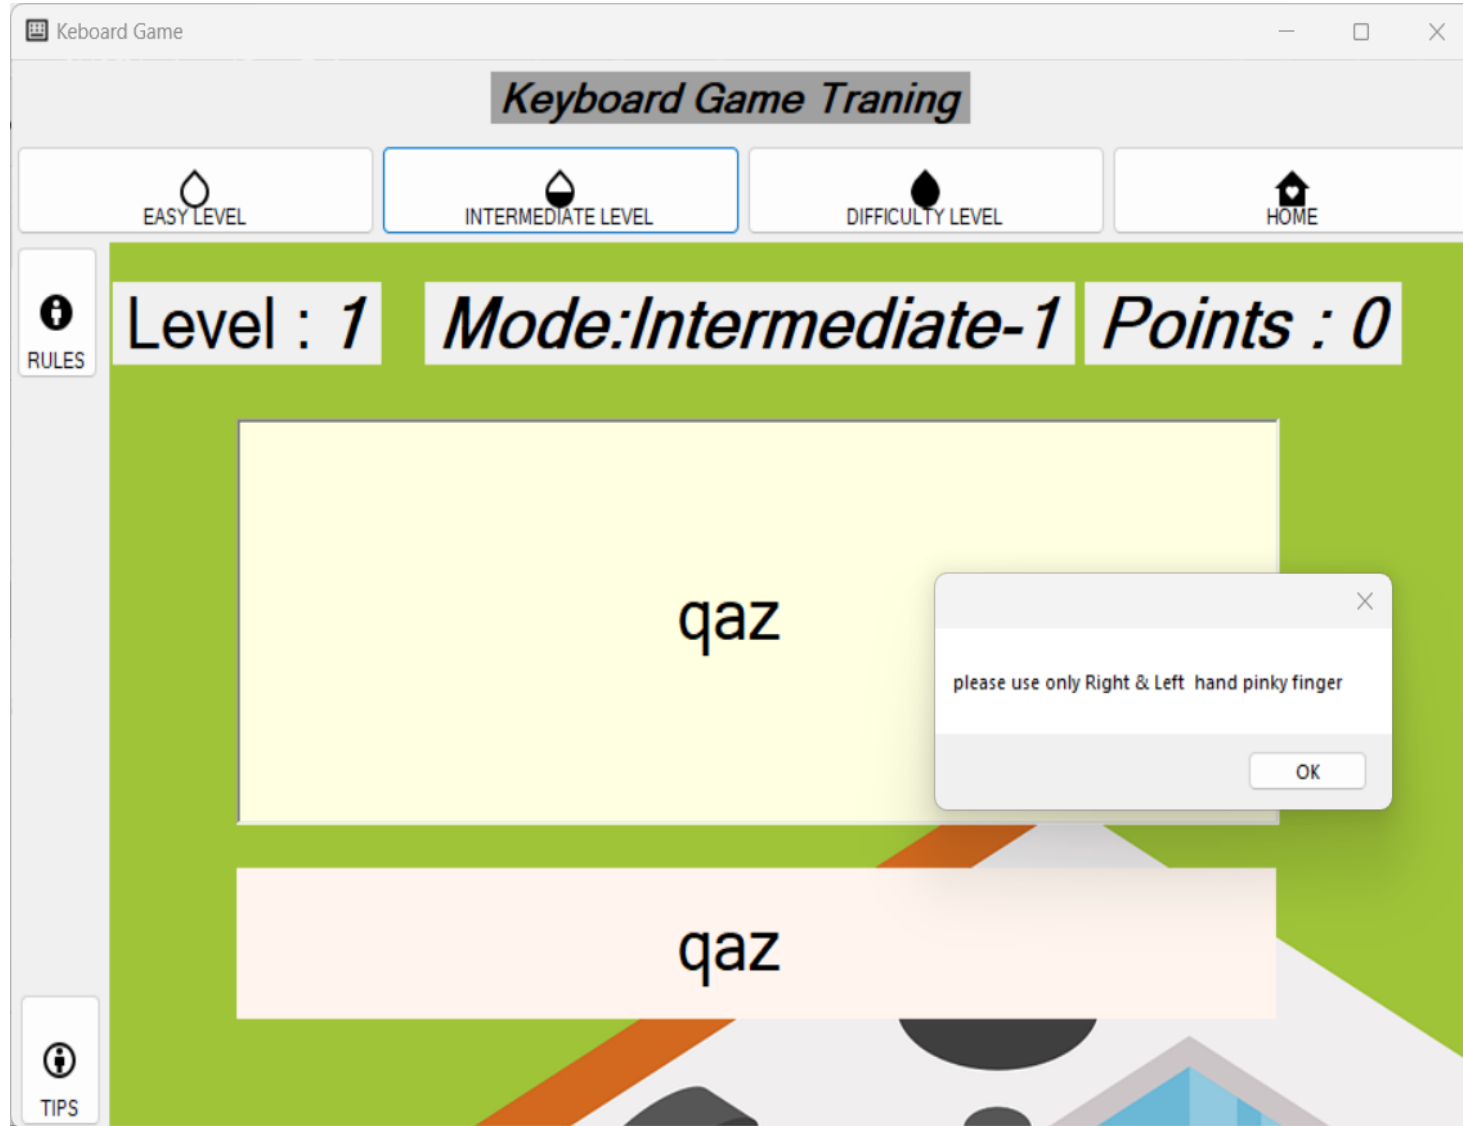 Keboard Game
Keyboard Game Traning
EASY LEVEL
INTERMEDIATE LEVEL
DIFFICULTY LEVEL
HOME
RULES
Level : 1
Mode:Intermediate-1
Points : 0
qaz
please use only Right & Left  hand pinky finger
OK
qaz
TIPS